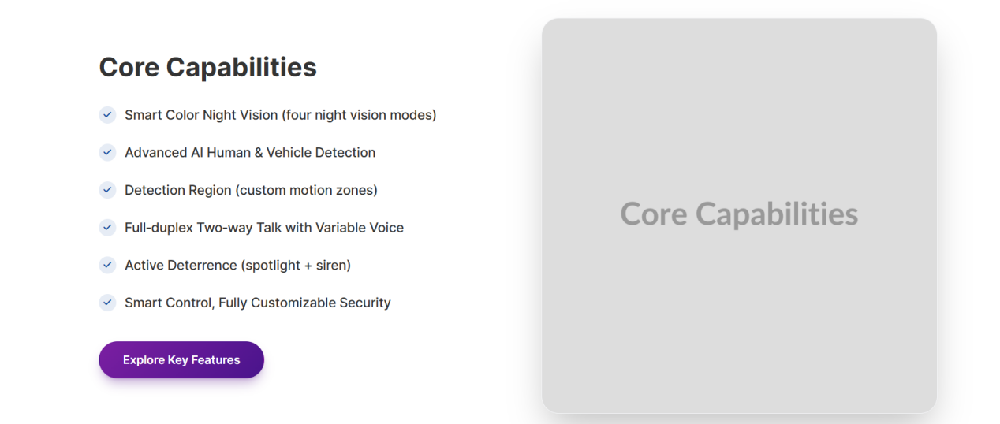 Core Capabilities
Smart Color Night Vision (four night vision modes)
Advanced AI Human & Vehicle Detection
Detection Region (custom motion zones)
Full-duplex Two-way Talk with Variable Voice
Active Deterrence (spotlight + siren)
Smart Control, Fully Customizable Security
Explore Key Features
Core Capabilities